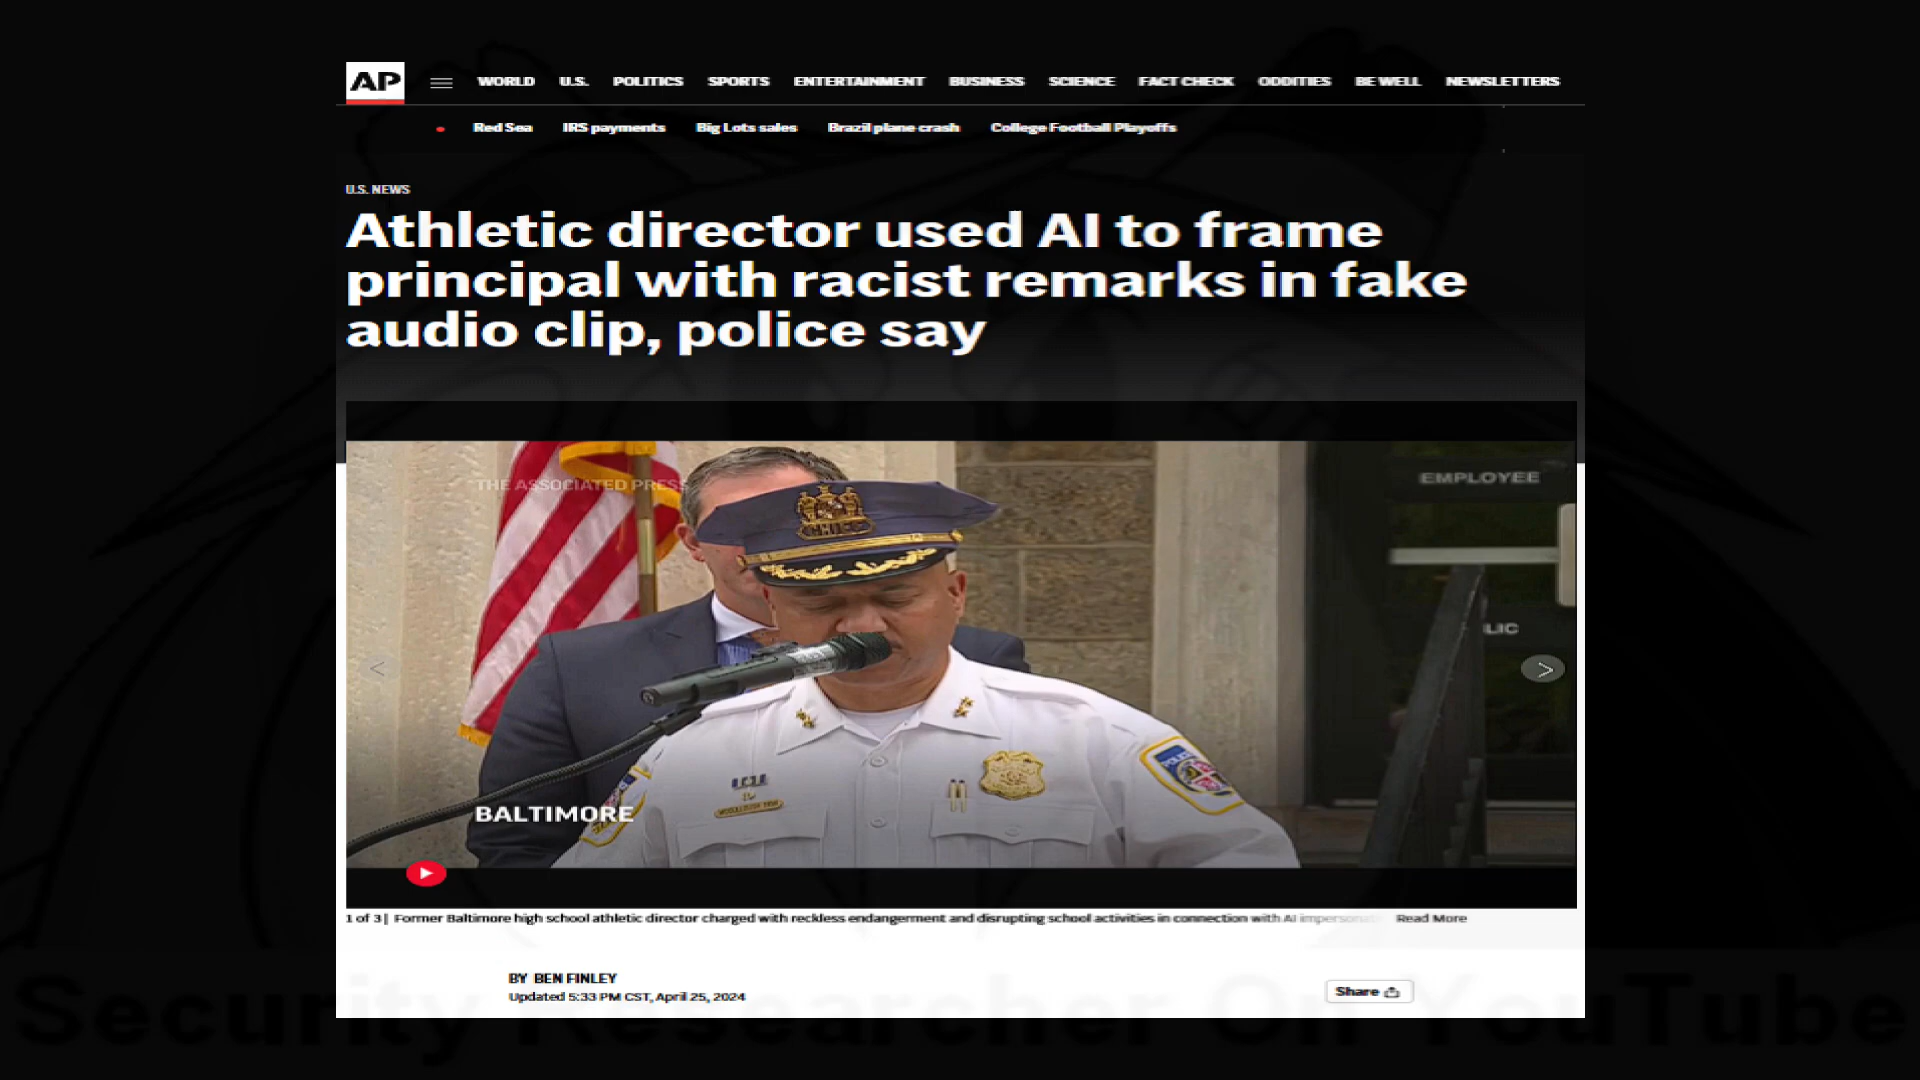 AP
WORLD U.S. POLITICS SPORTS ENTERTAINMENT BUSINESS SCIENCE FACT CHECK ODDITIES BE WELL NEWSLETTERS
Red Sea IRS payments Big Lots sales Brazil plane crash College Football Playoffs
U.S. NEWS
Athletic director used AI to frame
principal with racist remarks in fake
audio clip, police say
THE ASSOCIATED PRESS
EMPLOYEE
LIC
CHIEF
POLICE
BALTIMORE
1 of 3 | Former Baltimore high school athletic director charged with reckless endangerment and disrupting school activities in connection with AI Read More
BY BEN FINLEY
Updated 5:33 PM CST, April 25, 2024
Share
Security Researcher On YouTube